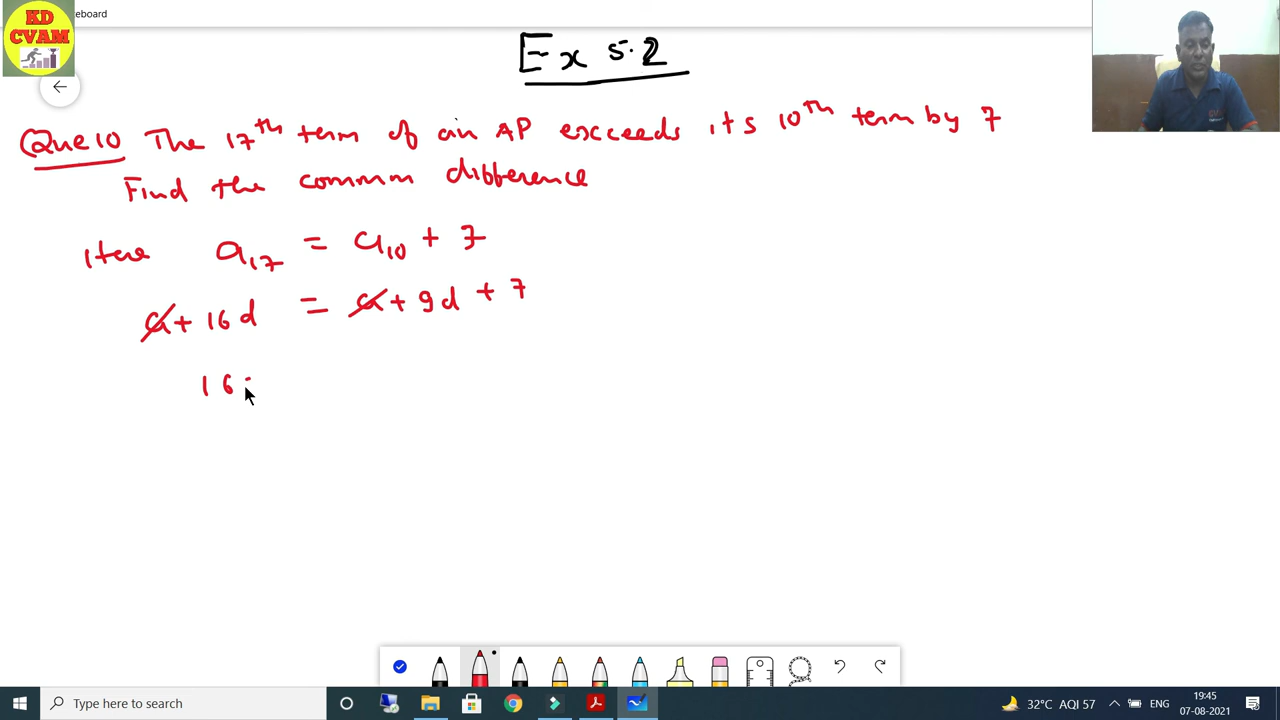 KD
CVAM
eboard
Ex 5.2
Que 10 The 17th term of an AP exceeds its 10th term by 7
Find the common difference
Here a17 = a10 + 7
a + 16d = a + 9d + 7
16
Type here to search
32°C AQI 57
ENG
19:45
07-08-2021